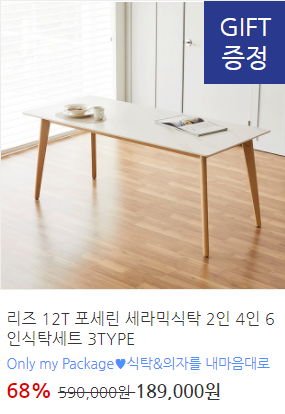 GIFT
증정
리즈 12T 포세린 세라믹식탁 2인 4인 6
인식탁세트 3TYPE
Only my Package♥식탁&의자를 내마음대로
68% 590,000원 189,000원